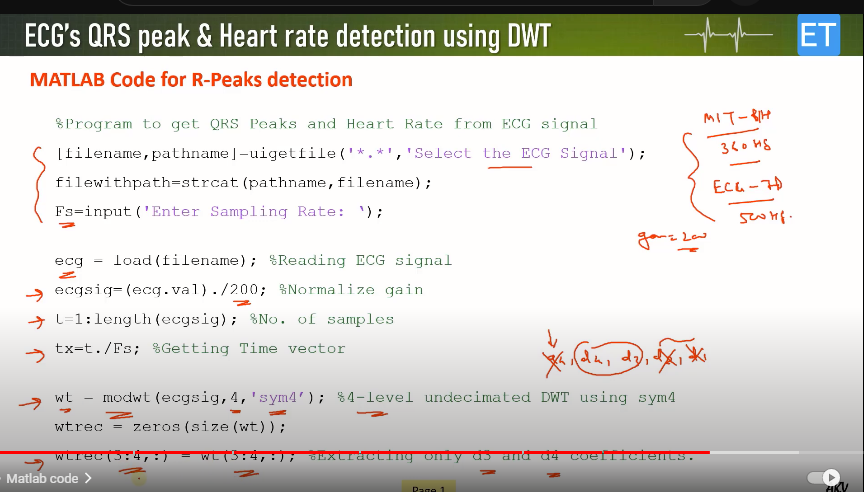 ECG's QRS peak & Heart rate detection using DWT
ET
MATLAB Code for R-Peaks detection
%Program to get QRS Peaks and Heart Rate from ECG signal
[filename,pathname]=uigetfile('*.*','Select the ECG Signal');
filewithpath=strcat(pathname,filename);
Fs=input('Enter Sampling Rate: ‘);
MIT-BIH
360 Hz
ECG-ID
500 Hz.
gain=200
ecg = load(filename); %Reading ECG signal
ecgsig=(ecg.val)./200; %Normalize gain
t=1:length(ecgsig); %No. of samples
tx=t./Fs; %Getting Time vector
a4, d4, d3, d2, d1
wt = modwt(ecgsig,4,'sym4’); %4-level undecimated DWT using sym4
wtrec = zeros(size(wt));
wtrec(3:4,:) = wt(3:4,:); %Extracting only d3 and d4 coefficients.
Matlab code
Page 1
AKV